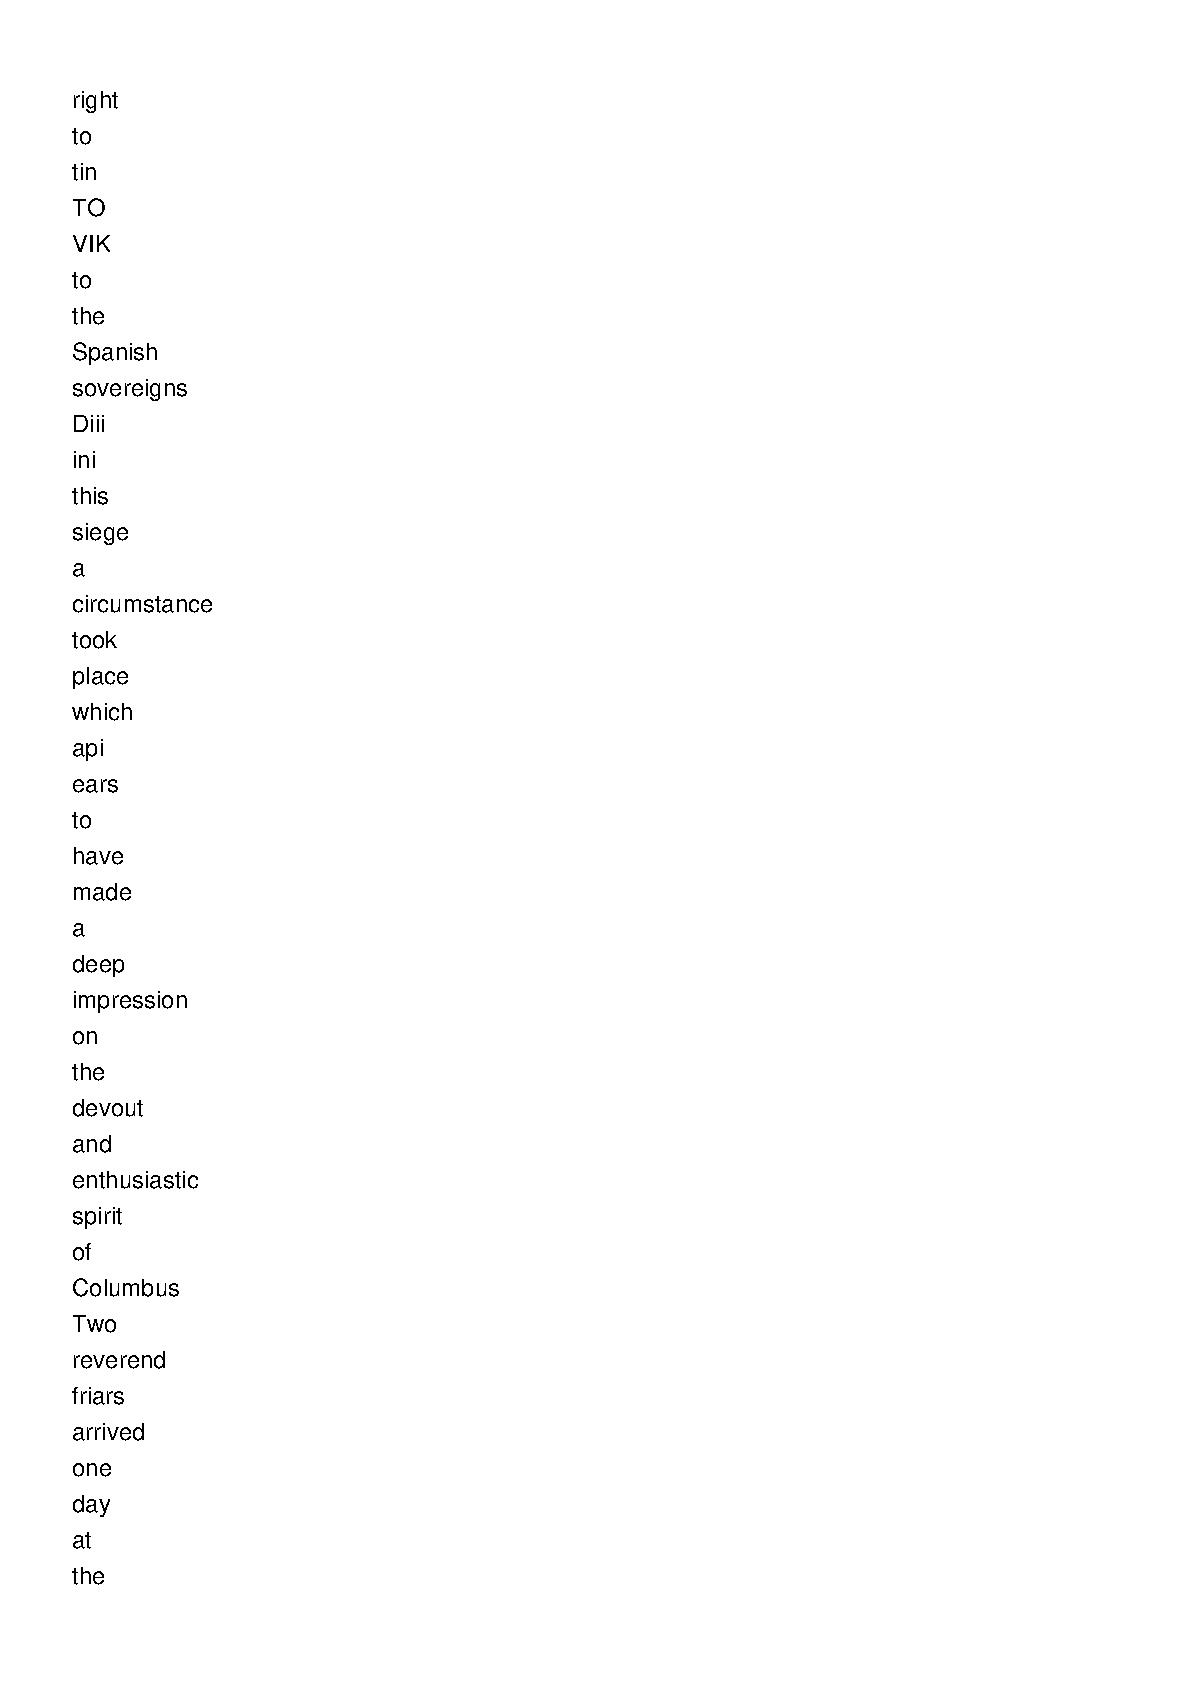 right
to
tin
TO
VIK
to
the
Spanish
sovereigns
Diii
ini
this
siege
a
circumstance
took
place
which
api
ears
to
have
made
a
deep
impression
on
the
devout
and
enthusiastic
spirit
of
Columbus
Two
reverend
friars
arrived
one
day
at
the